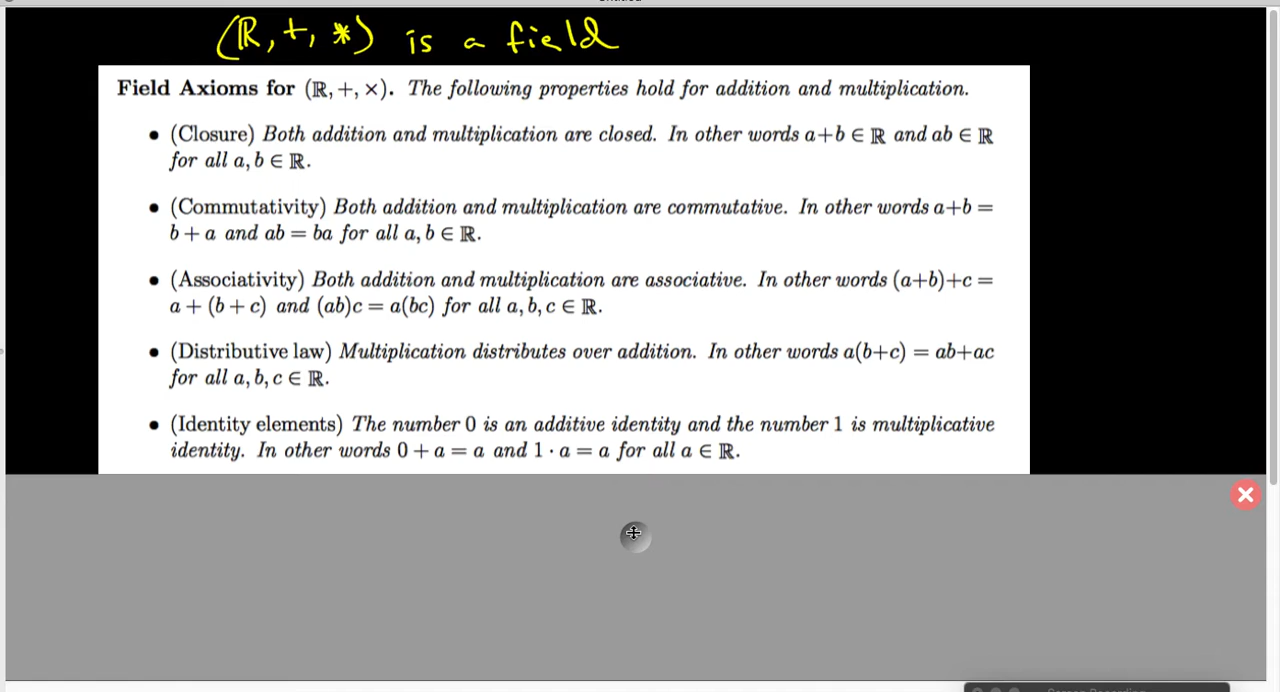 (ℝ, +, *) is a field
Field Axioms for (ℝ, +, ×). The following properties hold for addition and multiplication.
• (Closure) Both addition and multiplication are closed. In other words a+b ∈ ℝ and ab ∈ ℝ
for all a, b ∈ ℝ.
• (Commutativity) Both addition and multiplication are commutative. In other words a+b =
b + a and ab = ba for all a, b ∈ ℝ.
• (Associativity) Both addition and multiplication are associative. In other words (a+b)+c =
a + (b + c) and (ab)c = a(bc) for all a, b, c ∈ ℝ.
• (Distributive law) Multiplication distributes over addition. In other words a(b+c) = ab+ac
for all a, b, c ∈ ℝ.
• (Identity elements) The number 0 is an additive identity and the number 1 is multiplicative
identity. In other words 0 + a = a and 1 · a = a for all a ∈ ℝ.